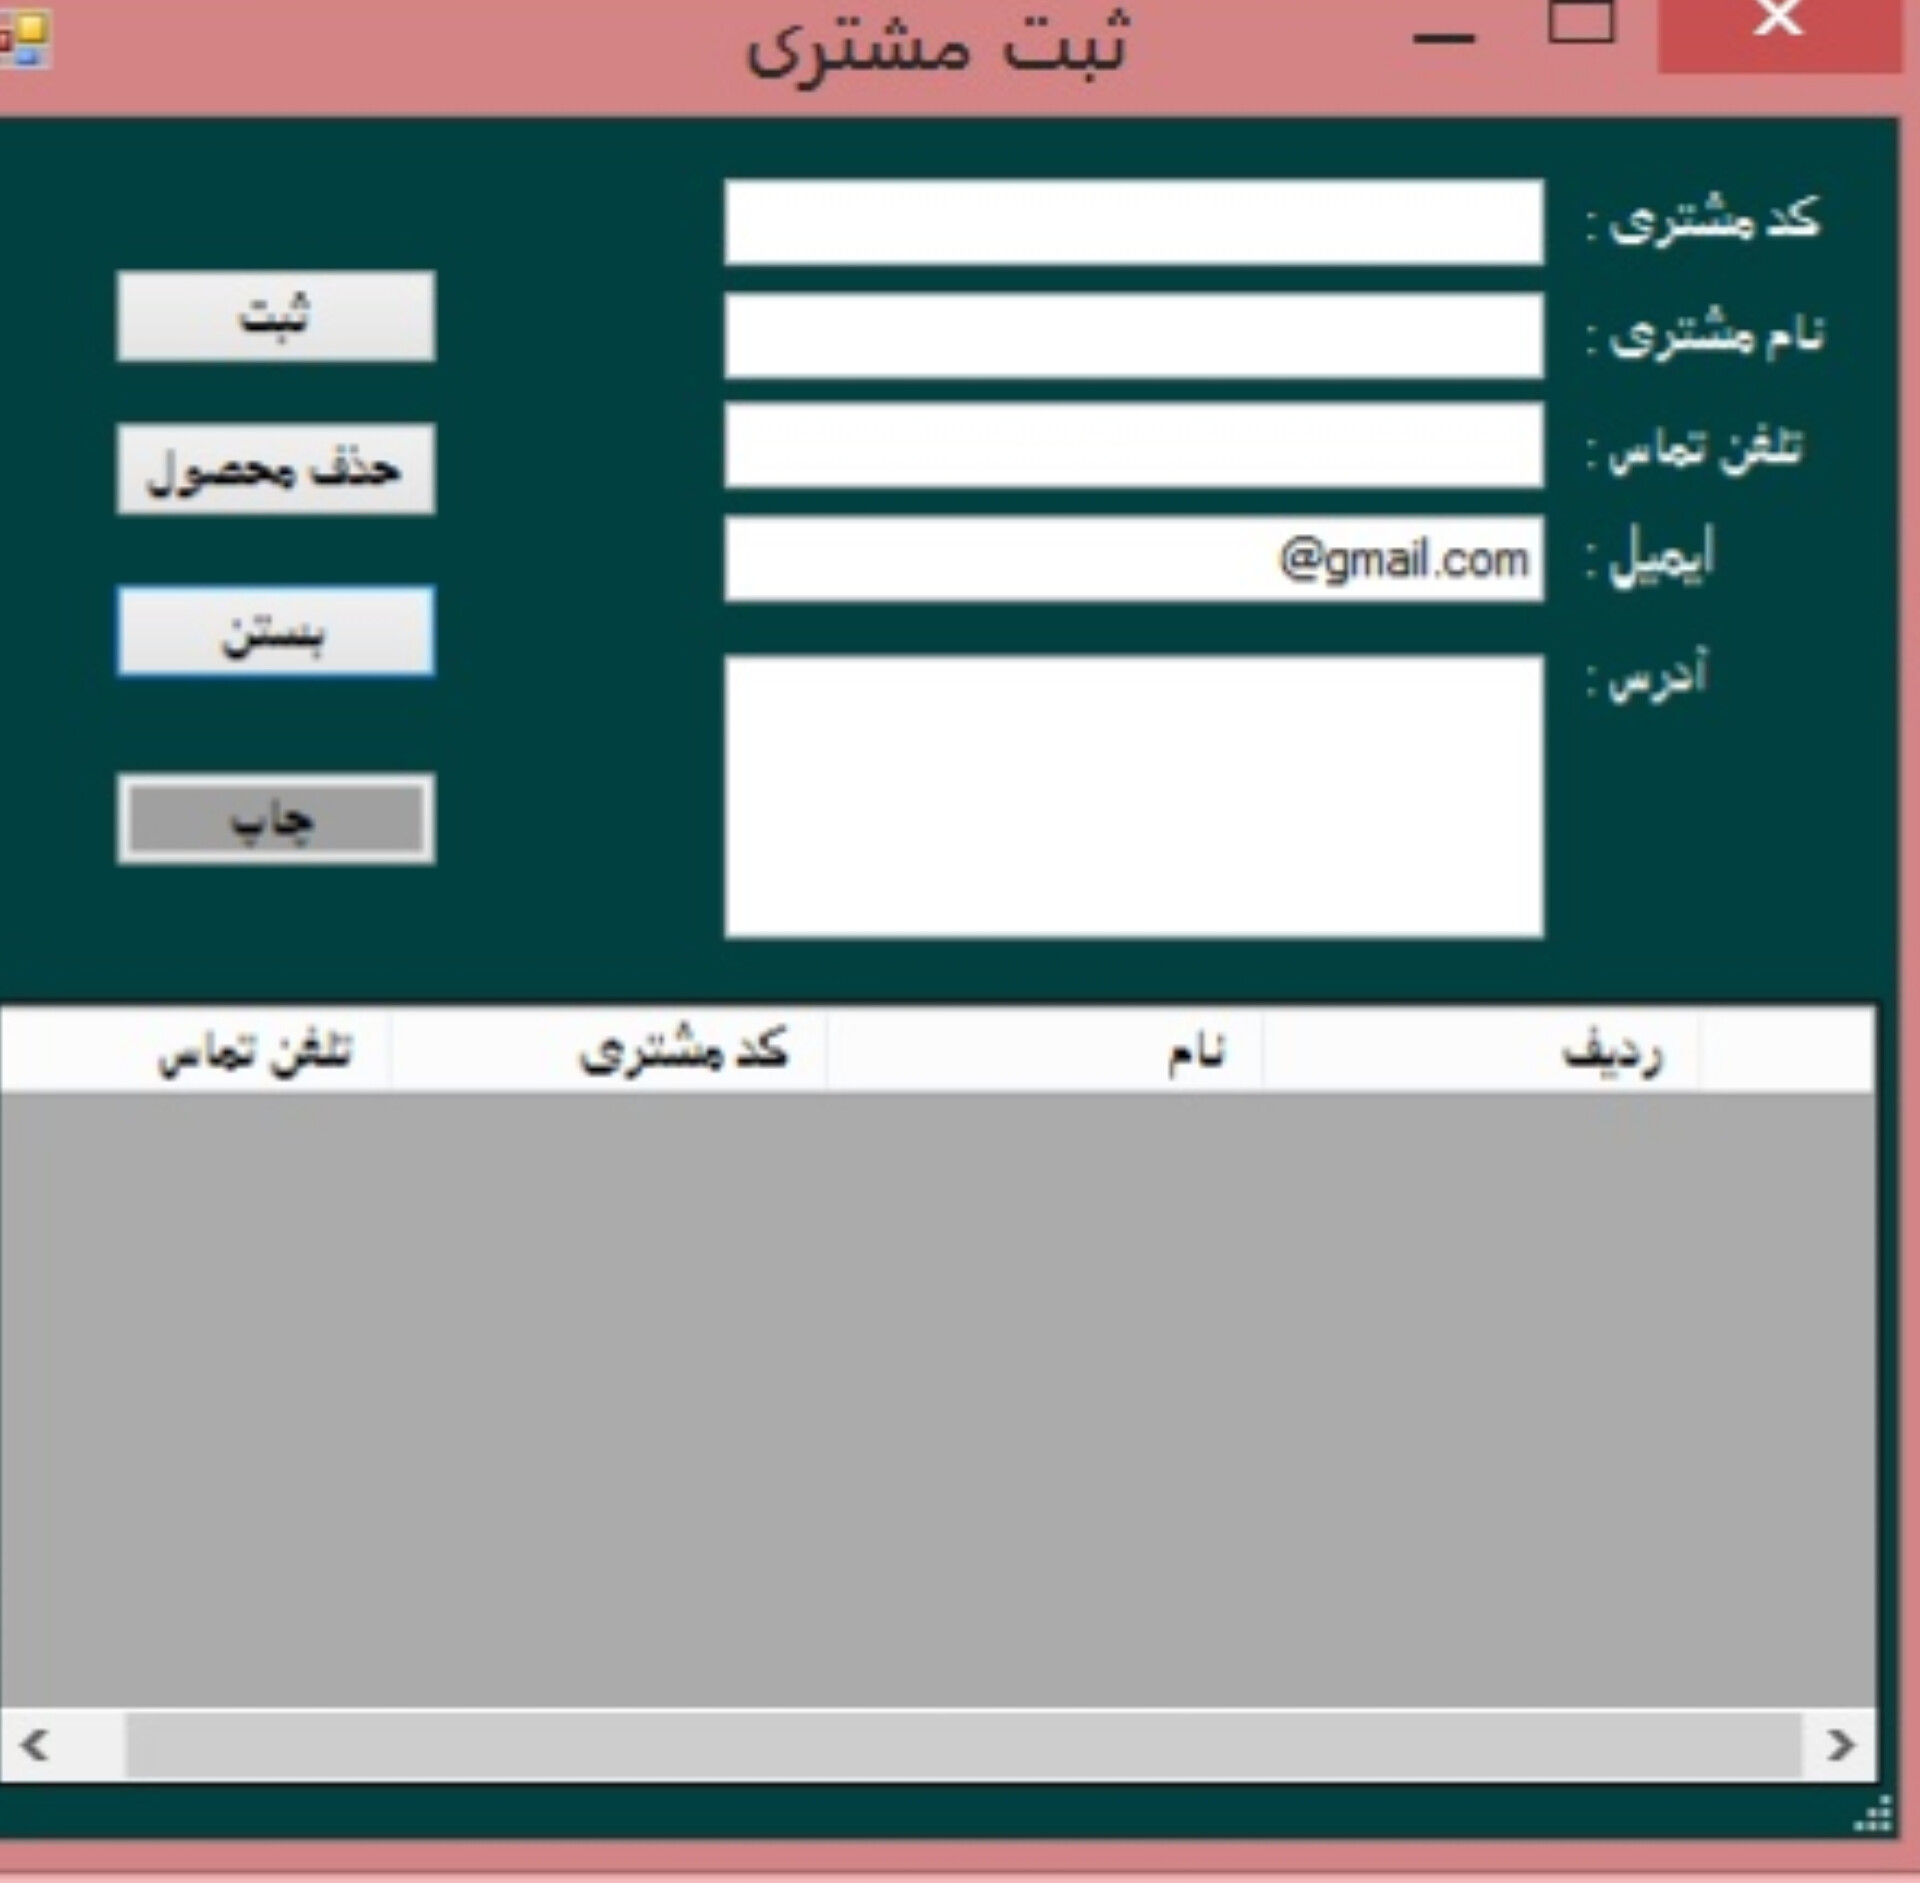 ثبت مشتری
کد مشتری :
نام مشتری :
تلفن تماس :
ایمیل :
@gmail.com
آدرس :
ثبت
حذف محصول
بستن
چاپ
ردیف نام کد مشتری تلفن تماس